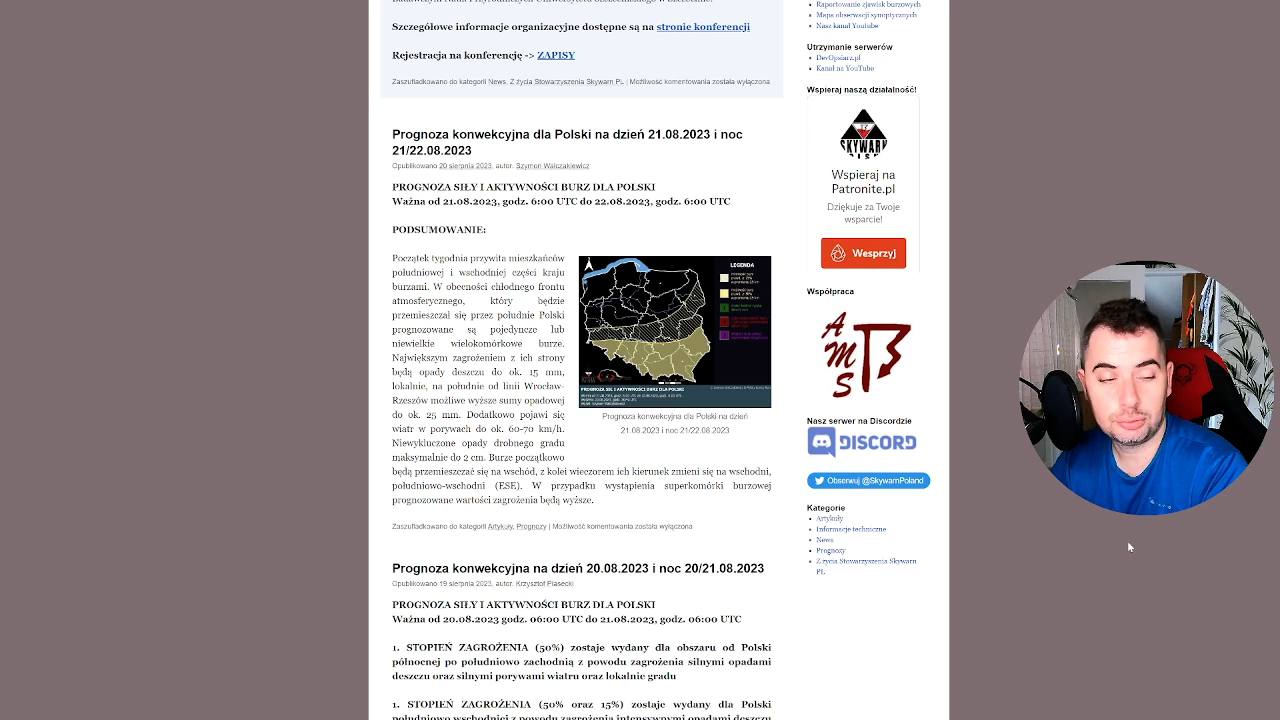 Szczegółowe informacje organizacyjne dostępne są na stronie konferencji
Rejestracja na konferencję -> ZAPISY
Zaszufladkowano do kategorii News, Z życia Stowarzyszenia Skywarn PL | Możliwość komentowania została wyłączona
Prognoza konwekcyjna dla Polski na dzień 21.08.2023 i noc
21/22.08.2023
Opublikowano 20 sierpnia 2023, autor: Szymon Walczakiewicz
PROGNOZA SIŁY I AKTYWNOŚCI BURZ DLA POLSKI
Ważna od 21.08.2023, godz. 6:00 UTC do 22.08.2023, godz. 6:00 UTC
PODSUMOWANIE:
Początek tygodnia przywita mieszkańców
południowej i wschodniej części kraju
burzami. W obecności chłodnego frontu
atmosferycznego, który będzie
przemieszczał się przez południe Polski
prognozowane są pojedyncze lub
niewielkie wielokomórkowe burze.
Największym zagrożeniem z ich strony
będą opady deszczu do ok. 15 mm,
lokalnie, na południe od linii Wrocław-
Rzeszów możliwe wyższe sumy opadowej
do ok. 25 mm. Dodatkowo pojawi się
wiatr w porywach do ok. 60-70 km/h.
Niewykluczone opady drobnego gradu
maksymalnie do 2 cm. Burze początkowo
będą przemieszczać się na wschód, z kolei wieczorem ich kierunek zmieni się na wschodni,
południowo-wschodni (ESE). W przypadku wystąpienia superkomórki burzowej
prognozowane wartości zagrożenia będą wyższe.
LEGENDA
PROGNOZA SIŁ I AKTYWNOŚCI BURZ DLA POLSKI
Prognoza konwekcyjna dla Polski na dzień
21.08.2023 i noc 21/22.08.2023
Zaszufladkowano do kategorii Artykuły, Prognozy | Możliwość komentowania została wyłączona
Prognoza konwekcyjna na dzień 20.08.2023 i noc 20/21.08.2023
Opublikowano 19 sierpnia 2023, autor: Krzysztof Piasecki
PROGNOZA SIŁY I AKTYWNOŚCI BURZ DLA POLSKI
Ważna od 20.08.2023 godz. 06:00 UTC do 21.08.2023, godz. 06:00 UTC
1. STOPIEŃ ZAGROŻENIA (50%) zostaje wydany dla obszaru od Polski
północnej po południowo zachodnią z powodu zagrożenia silnymi opadami
deszczu oraz silnymi porywami wiatru oraz lokalnie gradu
1. STOPIEŃ ZAGROŻENIA (50% oraz 15%) zostaje wydany dla Polski
południowo wschodniej z powodu zagrożenia intensywnymi opadami deszczu
Raportowanie zjawisk burzowych
Mapa obserwacji synoptycznych
Nasz kanał Youtube
Utrzymanie serwerów
DevOpsiarz.pl
Kanał na YouTube
Wspieraj naszą działalność!
SKYWARN
Wspieraj na
Patronite.pl
Dziękuje za Twoje
wsparcie!
Wesprzyj
Współpraca
AMS
Nasz serwer na Discordzie
DISCORD
Obserwuj @SkywarnPoland
Kategorie
Artykuły
Informacje techniczne
News
Prognozy
Z życia Stowarzyszenia Skywarn
PL